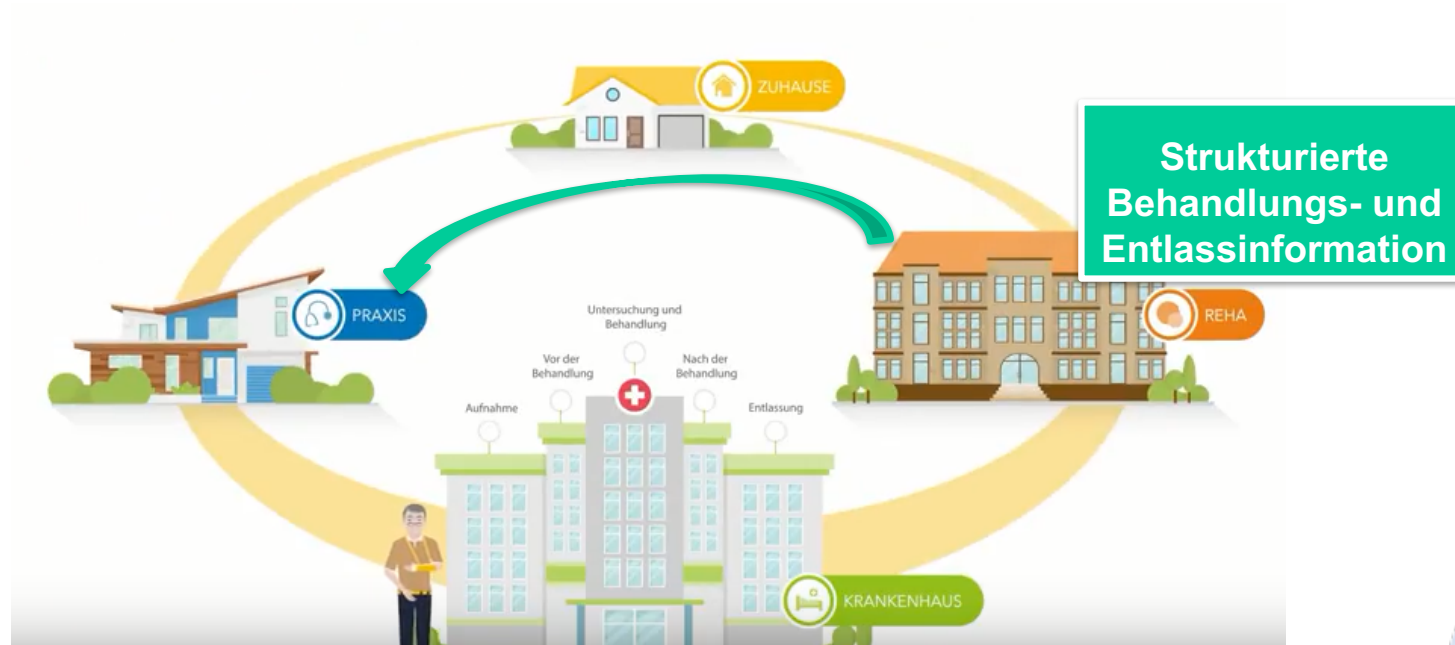 ZUHAUSE
Strukturierte
Behandlungs- und
Entlassinformation
PRAXIS
REHA
Untersuchung und
Behandlung
Vor der
Behandlung
Nach der
Behandlung
Aufnahme
Entlassung
KRANKENHAUS